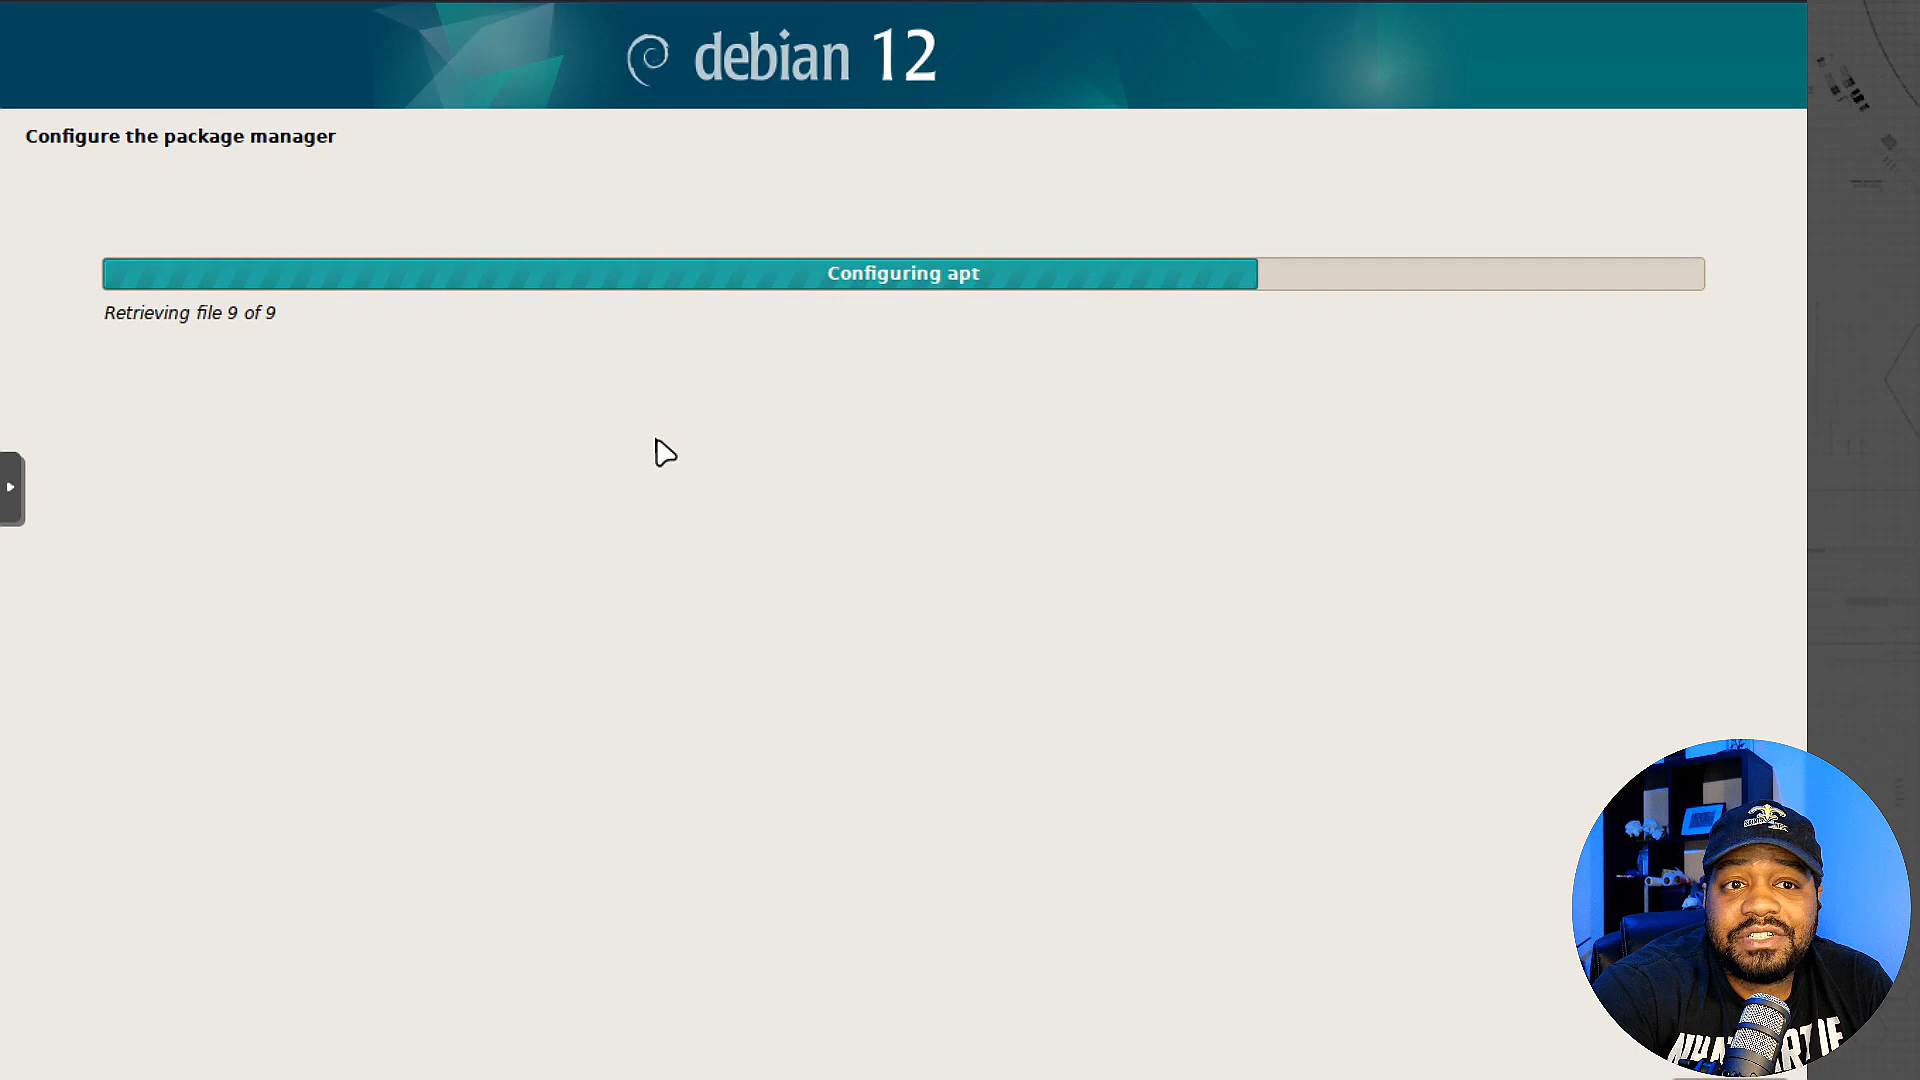 debian 12
Configure the package manager
Configuring apt
Retrieving file 9 of 9